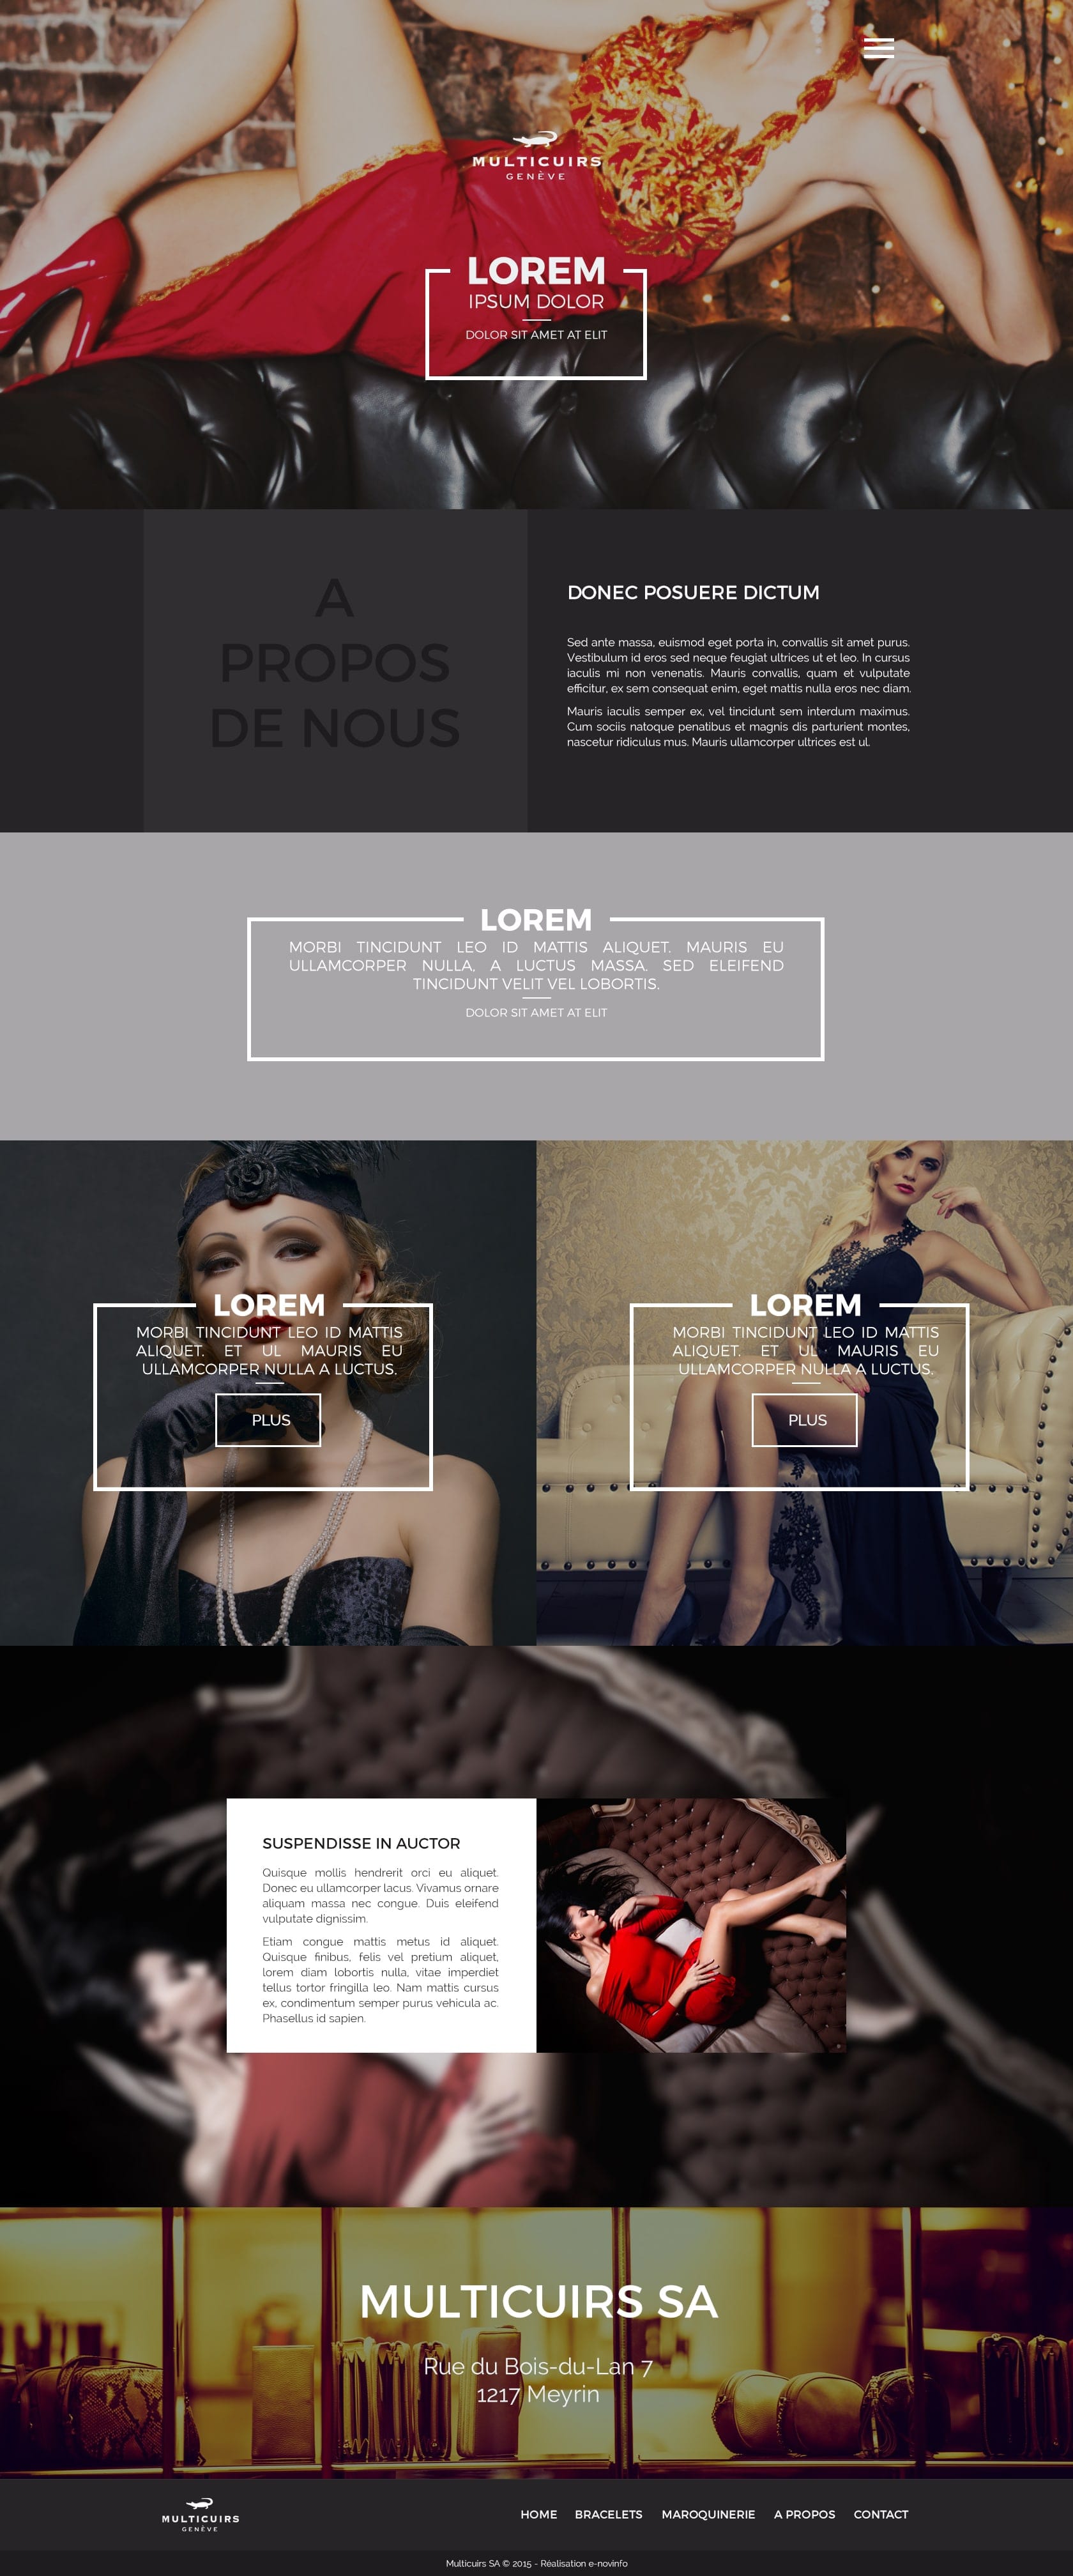 MULTICUIRS
GENÈVE
LOREM
IPSUM DOLOR
DOLOR SIT AMET AT ELIT
A
PROPOS
DE NOUS
DONEC POSUERE DICTUM
Sed ante massa, euismod eget porta in, convallis sit amet purus.
Vestibulum id eros sed neque feugiat ultrices ut et leo. In cursus
iaculis mi non venenatis. Mauris convallis, quam et vulputate
efficitur, ex sem consequat enim, eget mattis nulla eros nec diam.
Mauris iaculis semper ex, vel tincidunt sem interdum maximus.
Cum sociis natoque penatibus et magnis dis parturient montes,
nascetur ridiculus mus. Mauris ullamcorper ultrices est ul.
LOREM
MORBI TINCIDUNT LEO ID MATTIS ALIQUET. MAURIS EU
ULLAMCORPER NULLA, A LUCTUS MASSA. SED ELEIFEND
TINCIDUNT VELIT VEL LOBORTIS.
DOLOR SIT AMET AT ELIT
LOREM
MORBI TINCIDUNT LEO ID MATTIS
ALIQUET. ET UL MAURIS EU
ULLAMCORPER NULLA A LUCTUS.
PLUS
LOREM
MORBI TINCIDUNT LEO ID MATTIS
ALIQUET. ET UL MAURIS EU
ULLAMCORPER NULLA A LUCTUS.
PLUS
SUSPENDISSE IN AUCTOR
Quisque mollis hendrerit orci eu aliquet.
Donec eu ullamcorper lacus. Vivamus ornare
aliquam massa nec congue. Duis eleifend
vulputate dignissim.
Etiam congue mattis metus id aliquet.
Quisque finibus, felis vel pretium aliquet,
lorem diam lobortis nulla, vitae imperdiet
tellus tortor fringilla leo. Nam mattis cursus
ex, condimentum semper purus vehicula ac.
Phasellus id sapien.
MULTICUIRS SA
Rue du Bois-du-Lan 7
1217 Meyrin
MULTICUIRS
GENÈVE
HOME BRACELETS MAROQUINERIE A PROPOS CONTACT
Multicuirs SA © 2015 - Réalisation e-novinfo